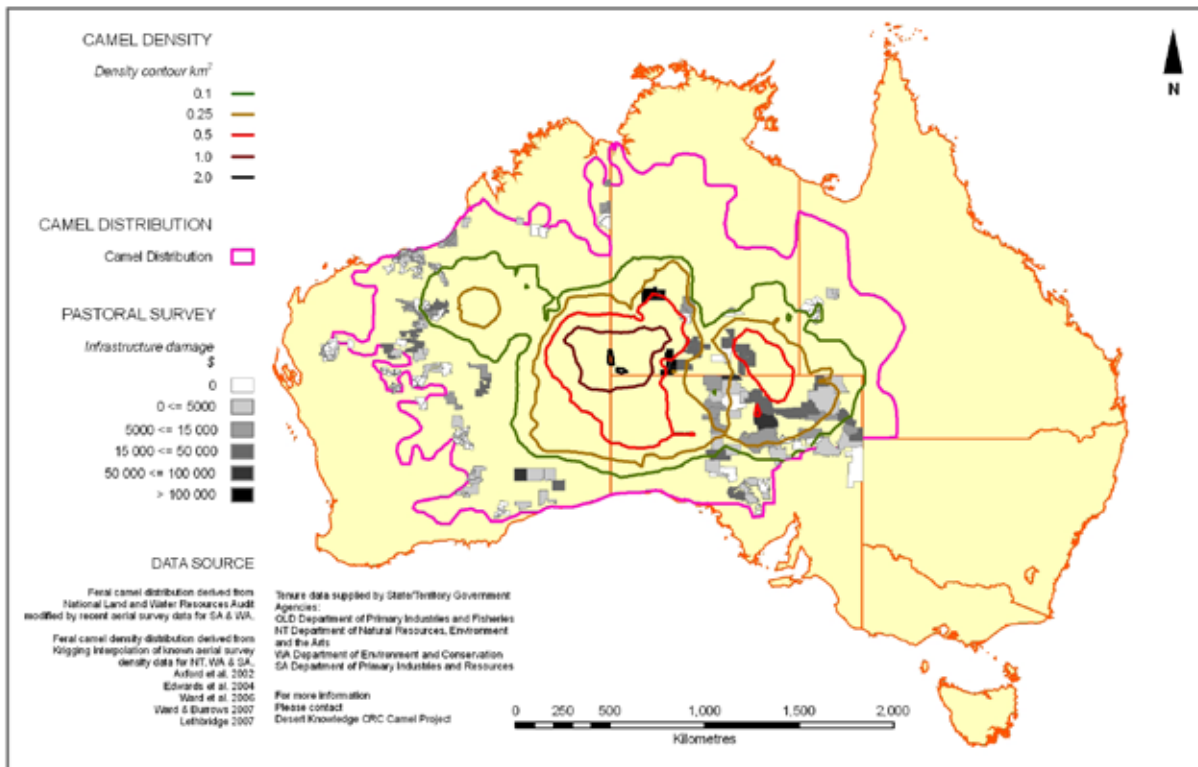 CAMEL DENSITY
Density contour km²
0.1
0.25
0.5
1.0
2.0
CAMEL DISTRIBUTION
Camel Distribution
PASTORAL SURVEY
Infrastructure damage
$
0
0 <= 5000
5000 <= 15 000
15 000 <= 50 000
50 000 <= 100 000
> 100 000
DATA SOURCE
Feral camel distribution derived from
National Land and Water Resources Audit
modified by recent aerial survey data for SA & WA.
Feral camel density distribution derived from
Krigging interpolation of known aerial survey
density data for NT, WA & SA.
Axford et al. 2002
Edwards et al. 2004
Ward et al. 2006
Ward & Burrows 2007
Lethbridge 2007
Tenure data supplied by State/Territory Government
Agencies:
QLD Department of Primary Industries and Fisheries
NT Department of Natural Resources, Environment
and the Arts
WA Department of Environment and Conservation
SA Department of Primary Industries and Resources
For more information
Please contact
Desert Knowledge CRC Camel Project
0 250 500 1,000 1,500 2,000
Kilometres
N